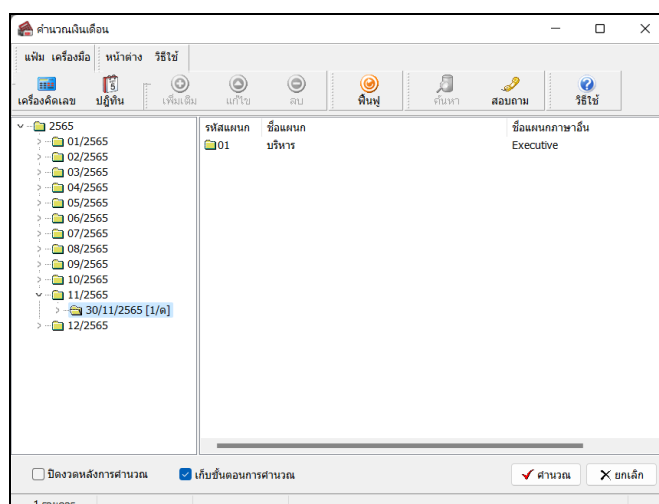 คำนวณเงินเดือน
แฟ้ม เครื่องมือ หน้าต่าง วิธีใช้
เครื่องคิดเลข ปฏิทิน เพิ่มเติม แก้ไข ลบ ฟื้นฟู ค้นหา สอบถาม วิธีใช้
2565
01/2565
02/2565
03/2565
04/2565
05/2565
06/2565
07/2565
08/2565
09/2565
10/2565
11/2565
30/11/2565 [1/ค]
12/2565
รหัสแผนก ชื่อแผนก ชื่อแผนกภาษาอื่น
01 บริหาร Executive
ปิดงวดหลังการคำนวณ เก็บขั้นตอนการคำนวณ คำนวณ ยกเลิก
1 รายการ